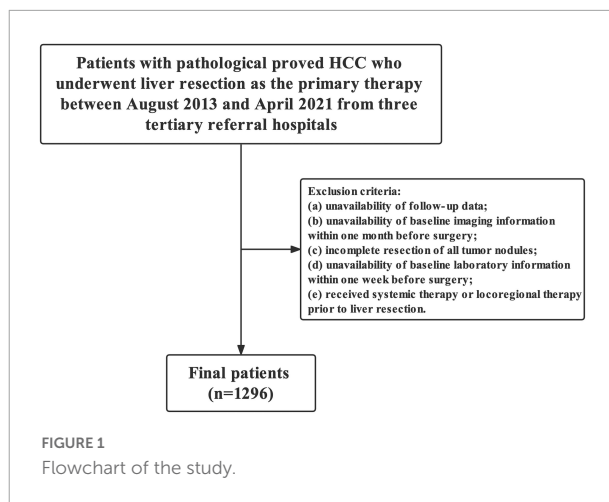 Patients with pathological proved HCC who
underwent liver resection as the primary therapy
between August 2013 and April 2021 from three
tertiary referral hospitals
Exclusion criteria:
(a) unavailability of follow-up data;
(b) unavailability of baseline imaging information
within one month before surgery;
(c) incomplete resection of all tumor nodules;
(d) unavailability of baseline laboratory information
within one week before surgery;
(e) received systemic therapy or locoregional therapy
prior to liver resection.
Final patients
(n=1296)
FIGURE 1
Flowchart of the study.